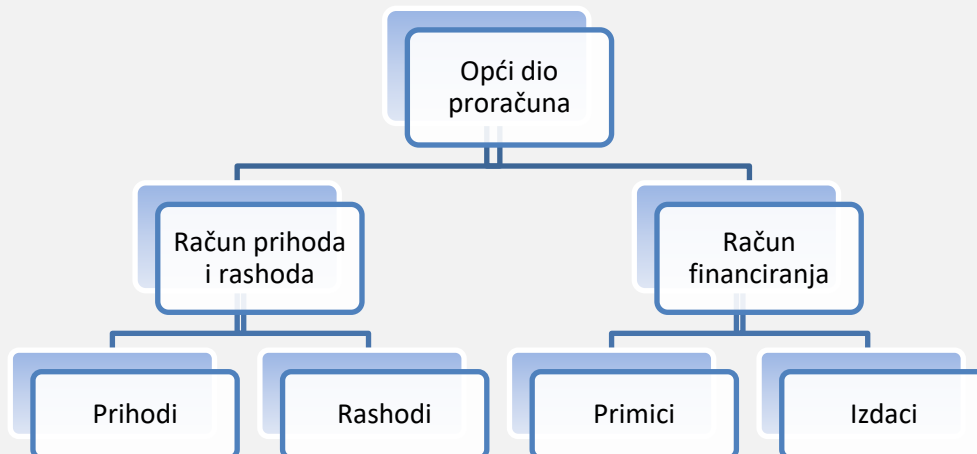 Opći dio
proračuna
Račun prihoda
i rashoda
Račun
financiranja
Prihodi
Rashodi
Primici
Izdaci